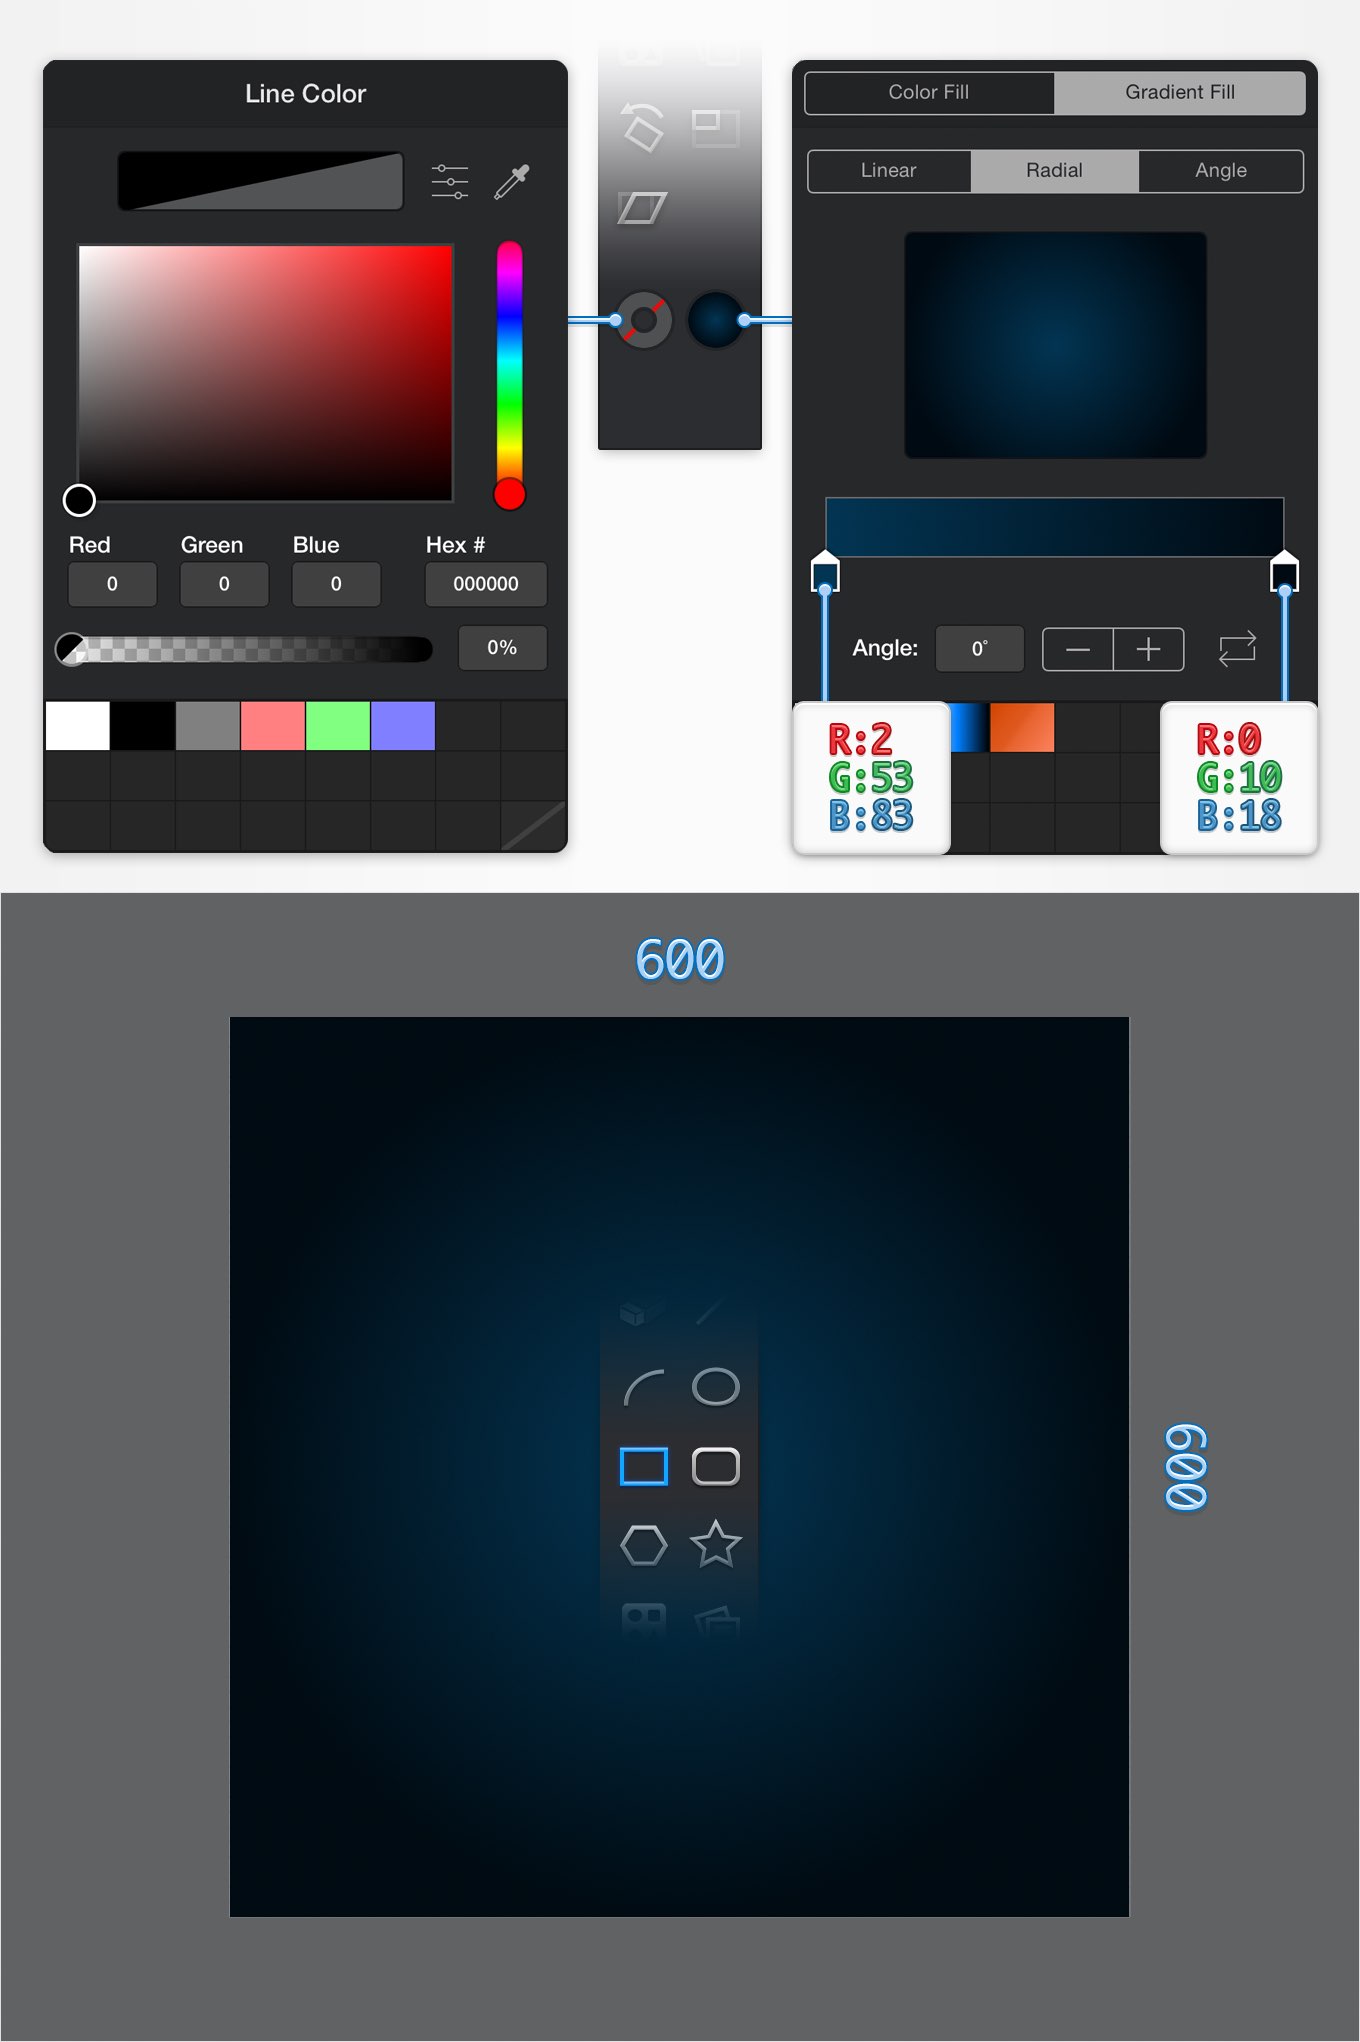 Line Color
Red Green Blue Hex #
0 0 0 000000
0%
Color Fill Gradient Fill
Linear Radial Angle
Angle: 0°
R:2
G:53
B:83
R:0
G:10
B:18
600
600